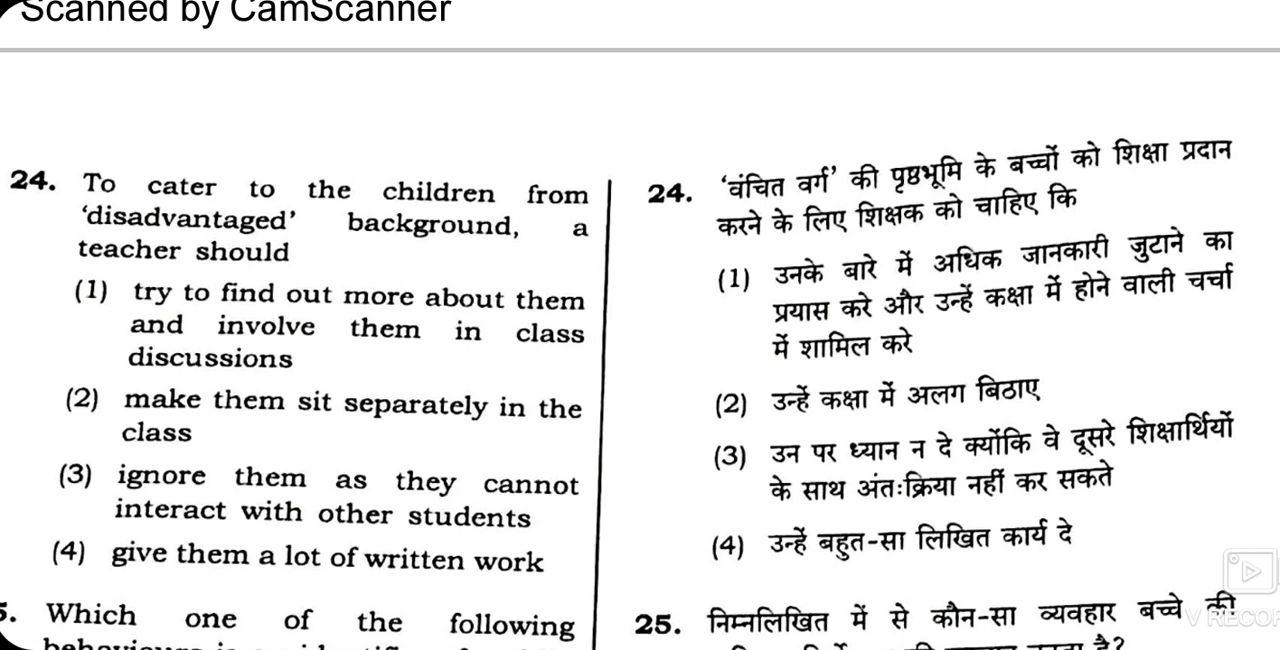 Scanned by CamScanner
24. To cater to the children from
'disadvantaged' background, a
teacher should
(1) try to find out more about them
and involve them in class
discussions
(2) make them sit separately in the
class
(3) ignore them as they cannot
interact with other students
(4) give them a lot of written work
5. Which one of the following
24. 'वंचित वर्ग' की पृष्ठभूमि के बच्चों को शिक्षा प्रदान
करने के लिए शिक्षक को चाहिए कि
(1) उनके बारे में अधिक जानकारी जुटाने का
प्रयास करे और उन्हें कक्षा में होने वाली चर्चा
में शामिल करे
(2) उन्हें कक्षा में अलग बिठाए
(3) उन पर ध्यान न दे क्योंकि वे दूसरे शिक्षार्थियों
के साथ अंतःक्रिया नहीं कर सकते
(4) उन्हें बहुत-सा लिखित कार्य दे
25. निम्नलिखित में से कौन-सा व्यवहार बच्चे की
है?
V RECOR